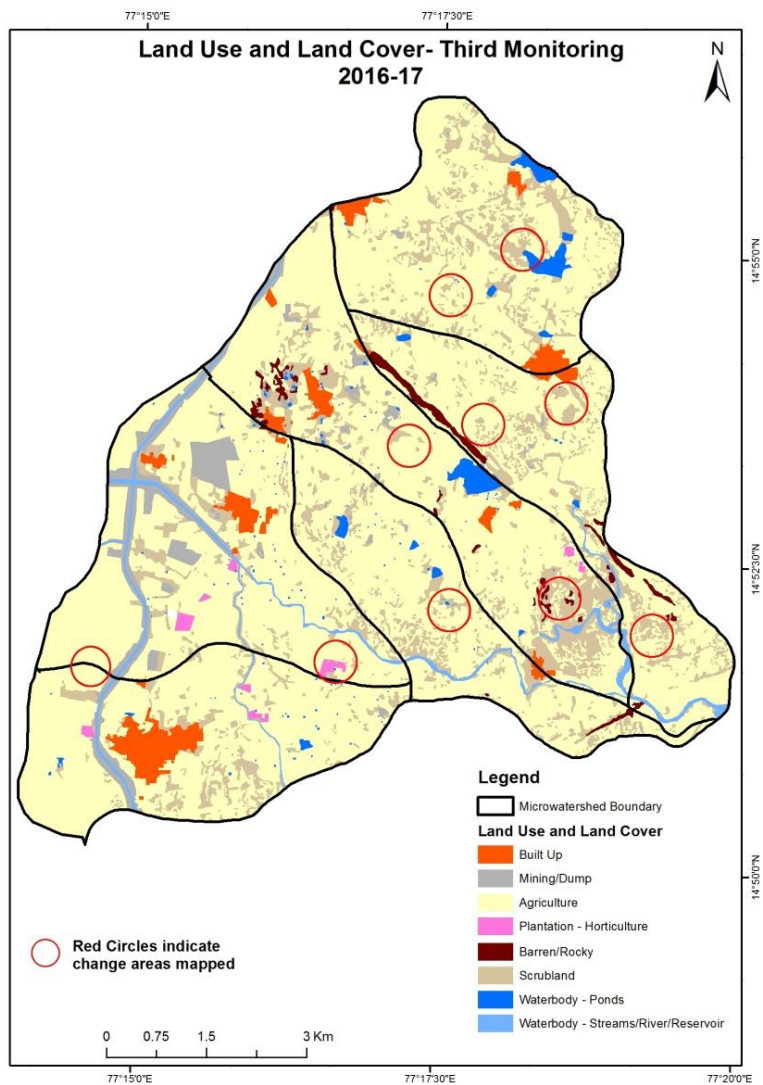 77°15'0"E
77°17'30"E
Land Use and Land Cover- Third Monitoring
2016-17
N
14°55'0"N
14°52'30"N
14°50'0"N
Legend
Microwatershed Boundary
Land Use and Land Cover
Built Up
Mining/Dump
Agriculture
Plantation - Horticulture
Barren/Rocky
Scrubland
Waterbody - Ponds
Waterbody - Streams/River/Reservoir
Red Circles indicate
change areas mapped
0 0.75 1.5 3 Km
77°15'0"E
77°17'30"E
77°20'0"E